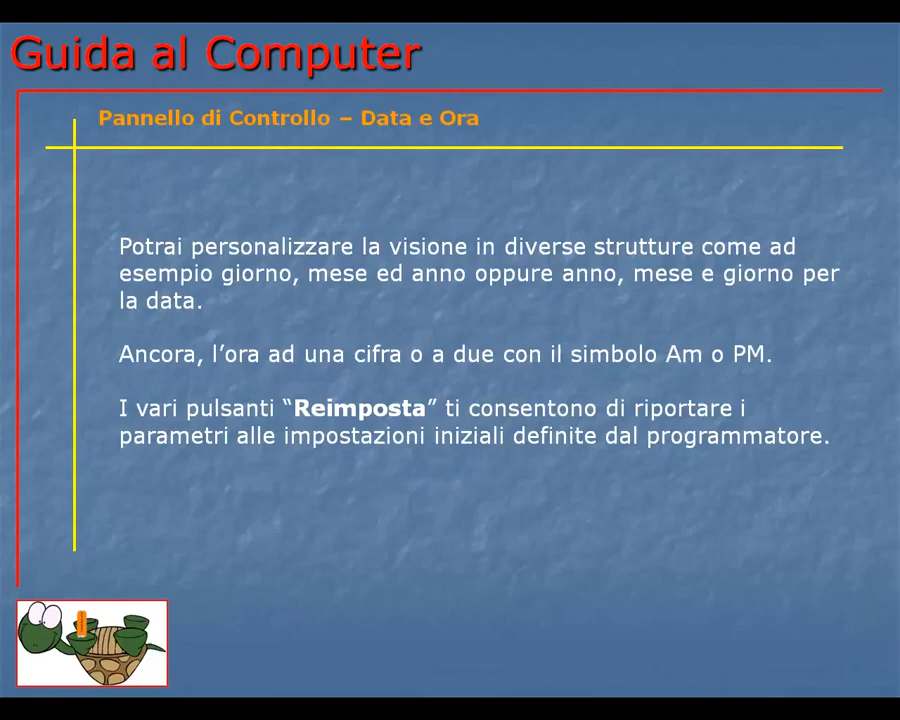 Guida al Computer
Pannello di Controllo – Data e Ora
Potrai personalizzare la visione in diverse strutture come ad
esempio giorno, mese ed anno oppure anno, mese e giorno per
la data.
Ancora, l’ora ad una cifra o a due con il simbolo Am o PM.
I vari pulsanti “Reimposta” ti consentono di riportare i
parametri alle impostazioni iniziali definite dal programmatore.